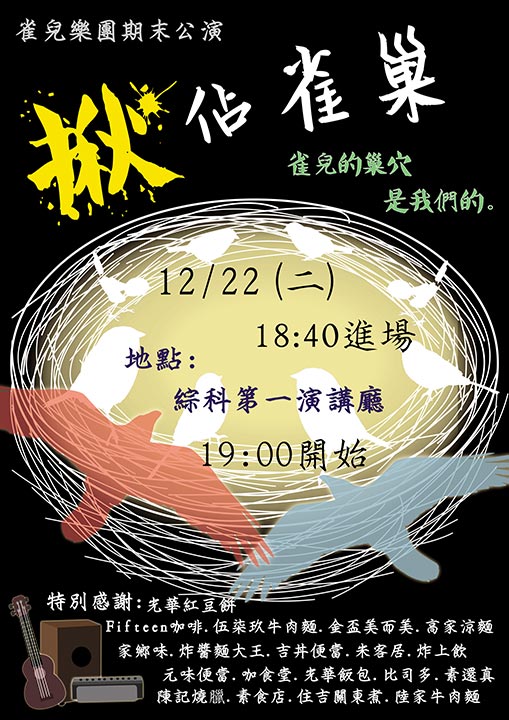 雀兒樂團期末公演
揪佔雀巢
雀兒的巢穴
是我們的。
12/22 (二)
18:40進場
地點:
綜科第一演講廳
19:00開始
特別感謝:光華紅豆餅
Fifteen咖啡.伍柒玖牛肉麵.金盃美而美.高家涼麵
家鄉味.炸醬麵大王.吉井便當.米客居.炸上飲
元味便當.咖食堂.光華飯包.比司多.素還真
陳記燒臘.素食店.住吉關東煮.陸家牛肉麵